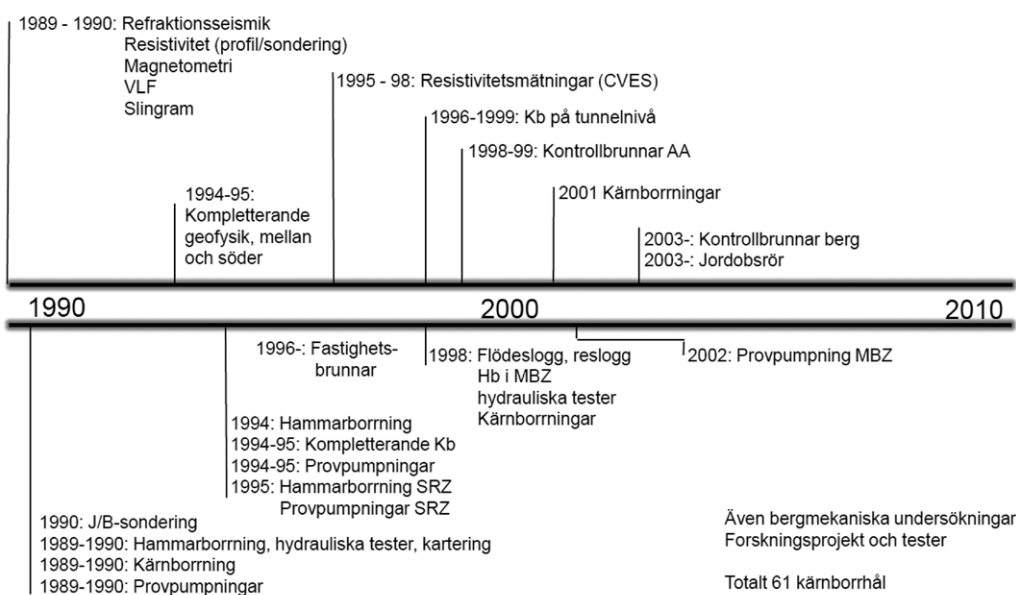 1989 - 1990: Refraktionsseismik
Resistivitet (profil/sondering)
Magnetometri
VLF
Slingram
1995 - 98: Resistivitetsmätningar (CVES)
1996-1999: Kb på tunnelnivå
1998-99: Kontrollbrunnar AA
1994-95:
Kompletterande
geofysik, mellan
och söder
2001 Kärnborrningar
2003-: Kontrollbrunnar berg
2003-: Jordobsrör
1990
2000
2010
1996-: Fastighets-
brunnar
1998: Flödeslogg, reslogg
Hb i MBZ
hydrauliska tester
Kärnborrningar
2002: Provpumpning MBZ
1994: Hammarborrning
1994-95: Kompletterande Kb
1994-95: Provpumpningar
1995: Hammarborrning SRZ
Provpumpningar SRZ
1990: J/B-sondering
1989-1990: Hammarborrning, hydrauliska tester, kartering
1989-1990: Kärnborrning
1989-1990: Provpumpningar
Även bergmekaniska undersökningar
Forskningsprojekt och tester
Totalt 61 kärnborrhål